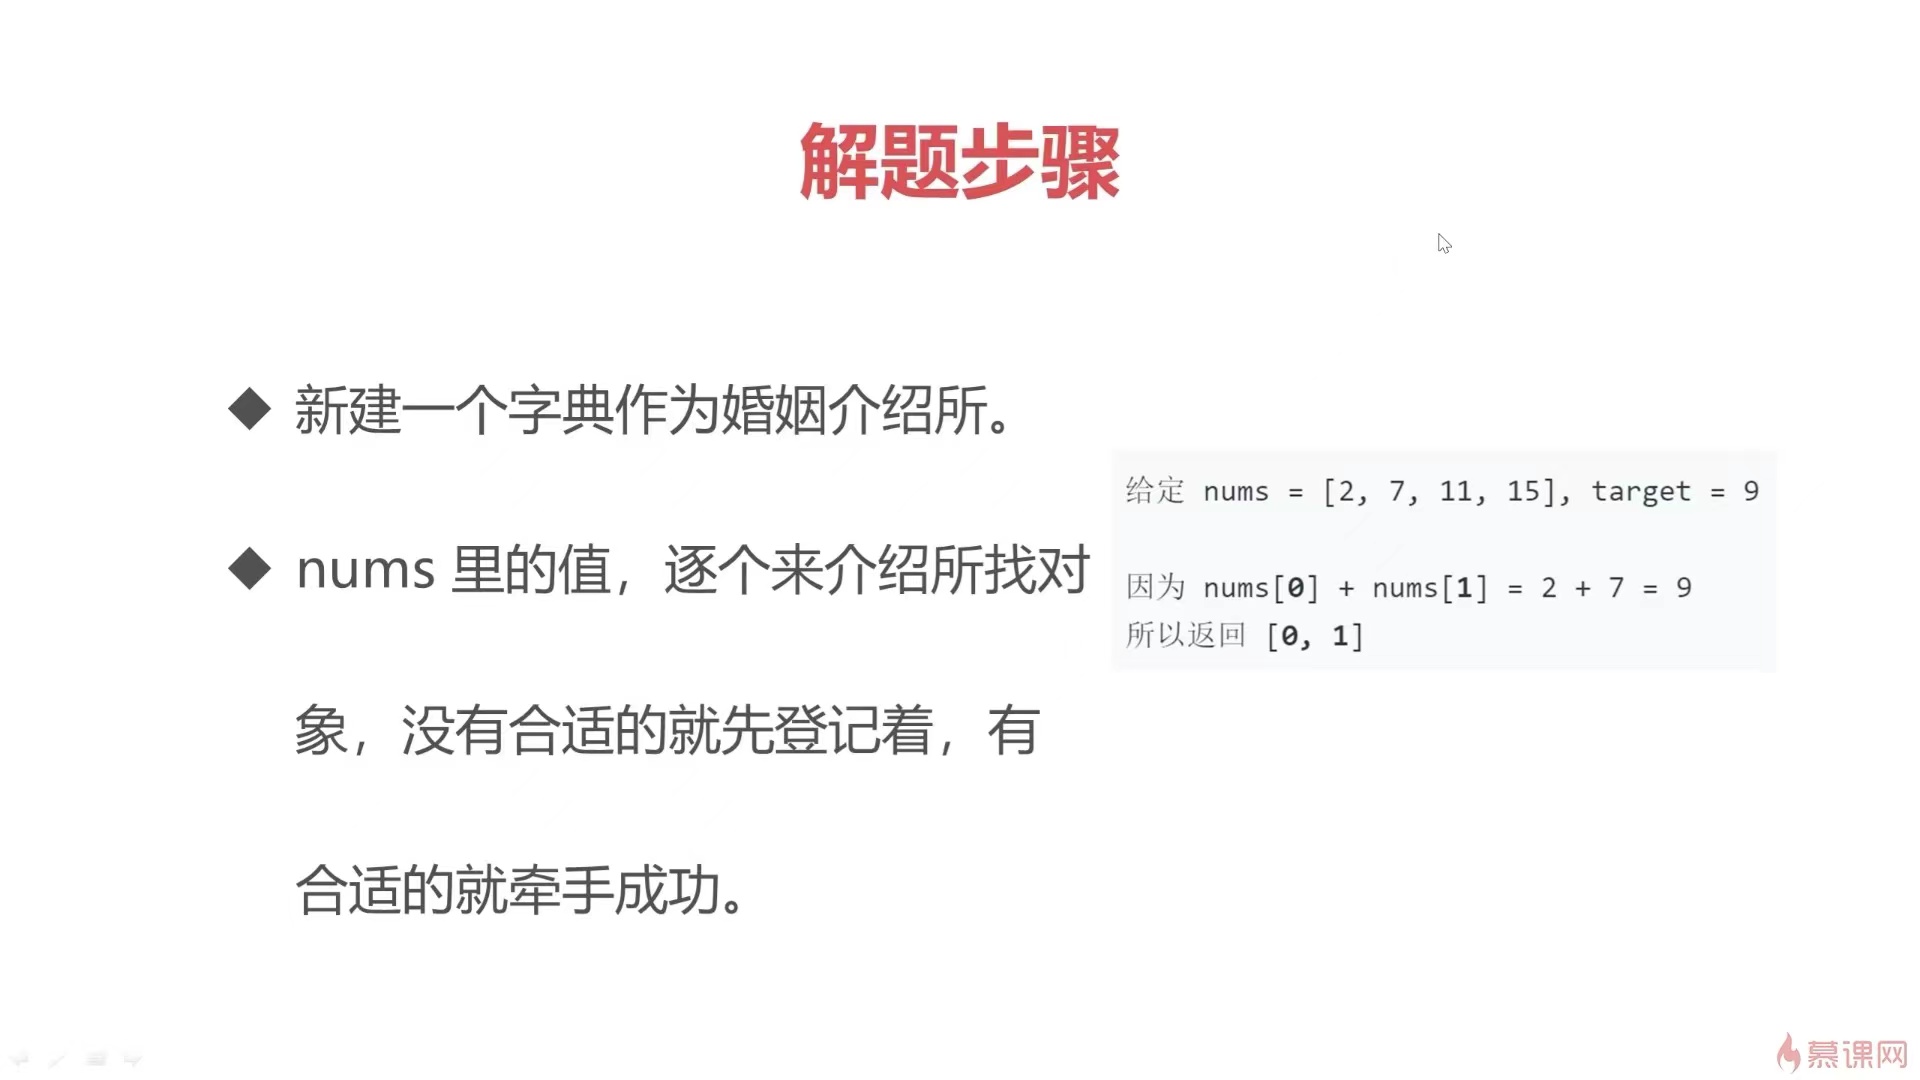 解题步骤
◆ 新建一个字典作为婚姻介绍所。
◆ nums 里的值，逐个来介绍所找对
象，没有合适的就先登记着，有
合适的就牵手成功。
给定 nums = [2, 7, 11, 15], target = 9
因为 nums[0] + nums[1] = 2 + 7 = 9
所以返回 [0, 1]
慕课网